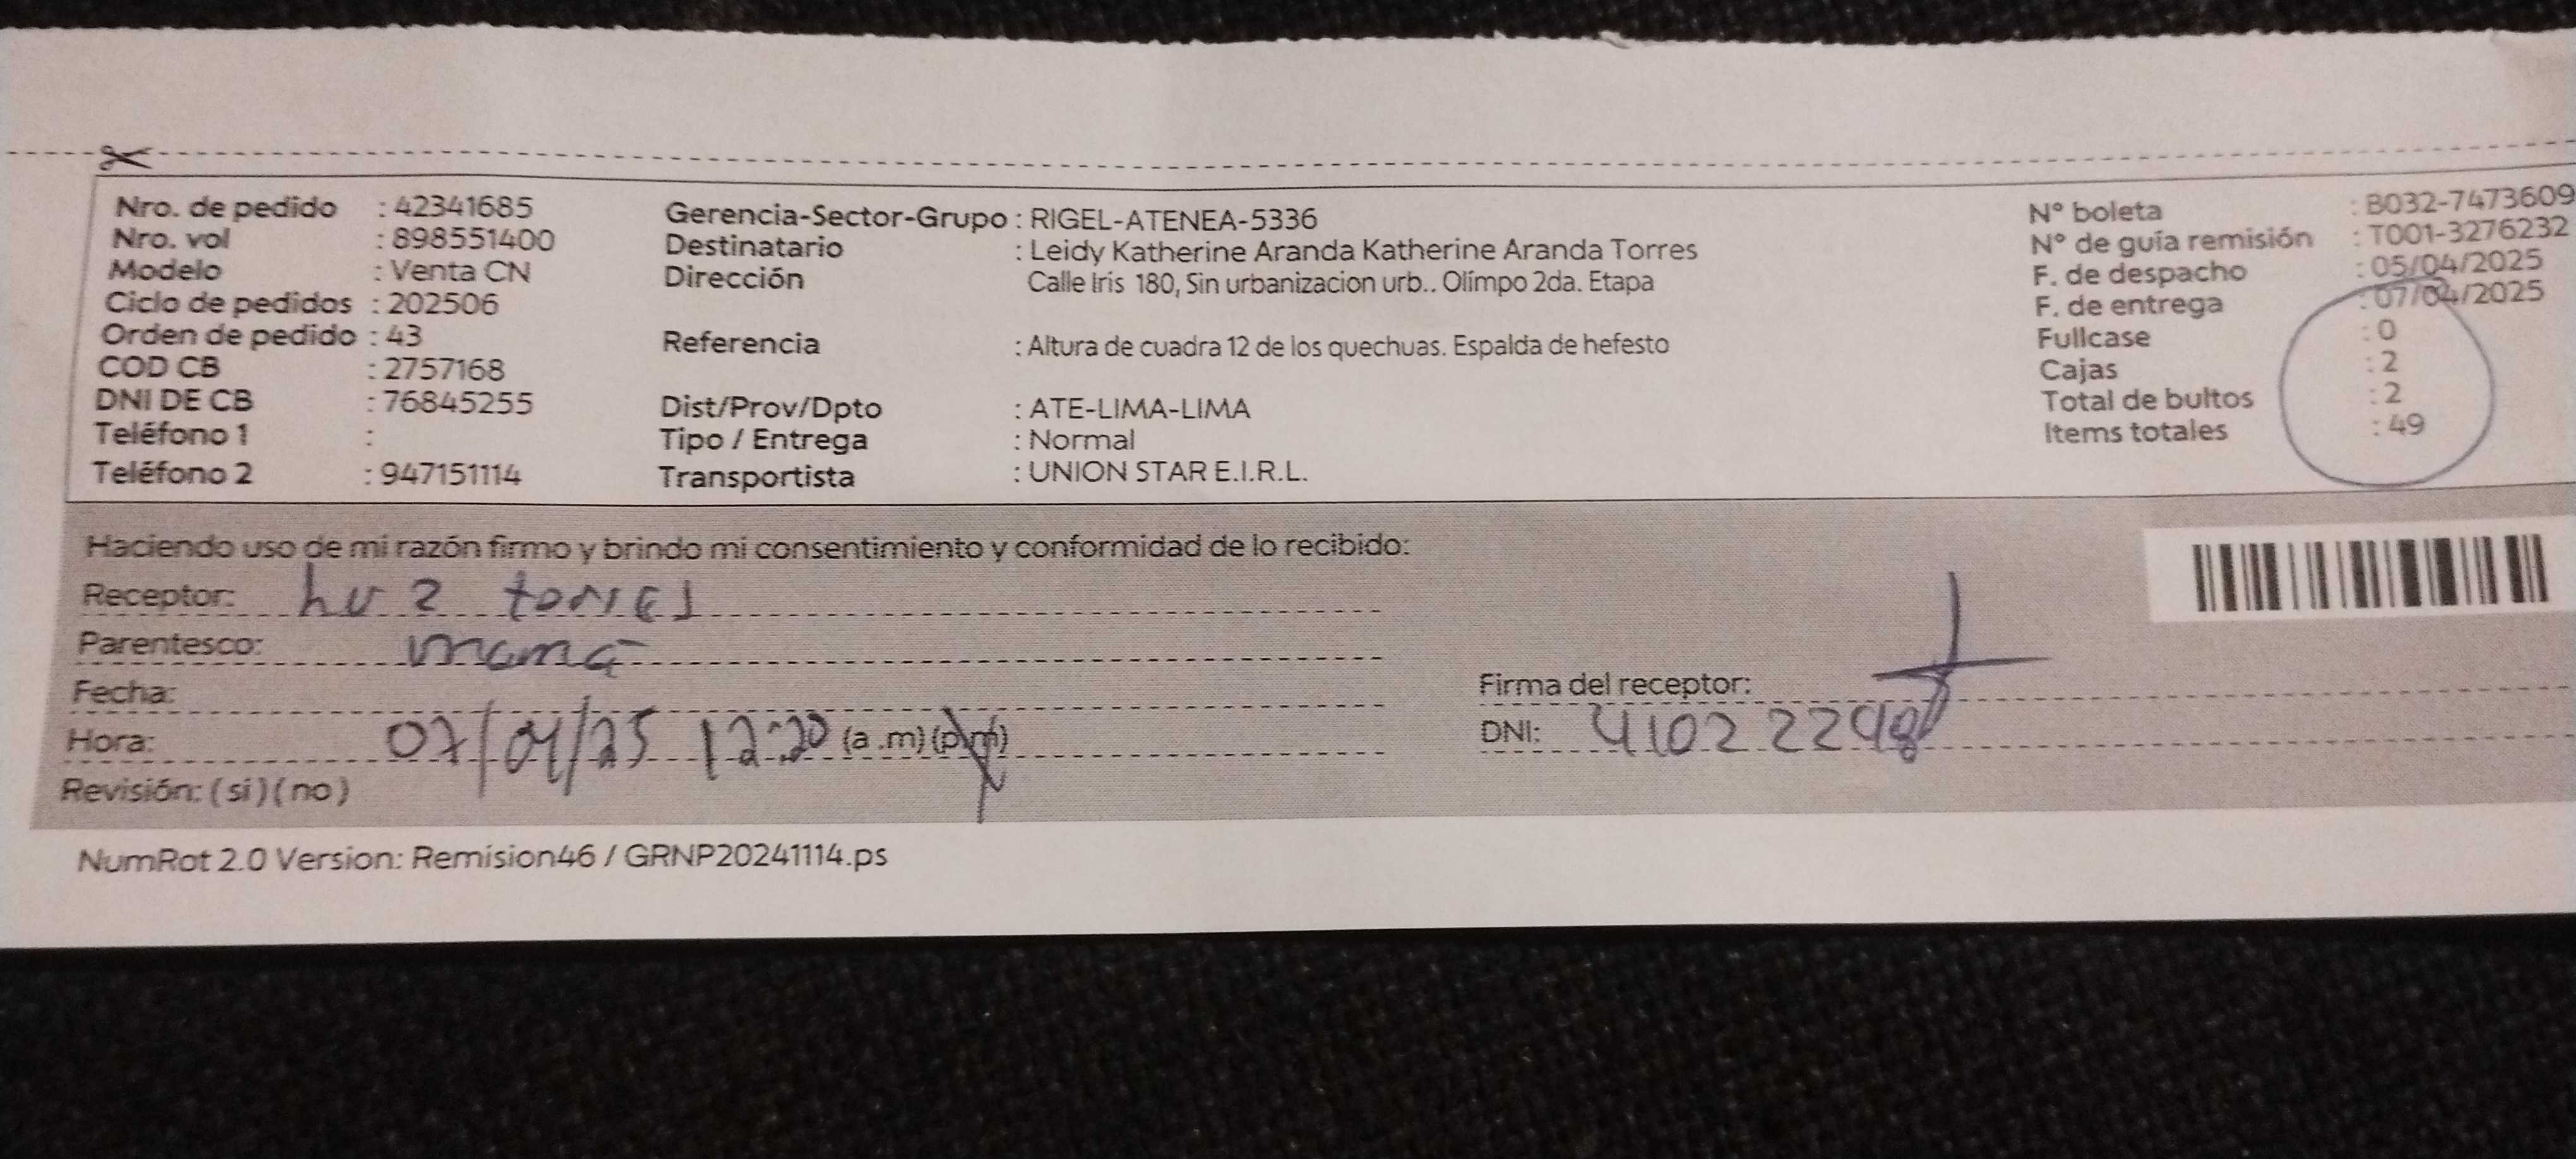 Nro. de pedido : 42341685
Nro. vol : 898551400
Modelo : Venta CN
Ciclo de pedidos : 202506
Orden de pedido : 43
COD CB : 2757168
DNI DE CB : 76845255
Teléfono 1 :
Teléfono 2 : 947151114
Gerencia-Sector-Grupo : RIGEL-ATENEA-5336
Destinatario : Leidy Katherine Aranda Katherine Aranda Torres
Dirección Calle Iris 180, Sin urbanizacion urb.. Olímpo 2da. Etapa
Referencia : Altura de cuadra 12 de los quechuas. Espalda de hefesto
Dist/Prov/Dpto : ATE-LIMA-LIMA
Tipo / Entrega : Normal
Transportista : UNION STAR E.I.R.L.
N° boleta : B032-7473609
N° de guía remisión : T001-3276232
F. de despacho : 05/04/2025
F. de entrega : 07/04/2025
Fullcase : 0
Cajas : 2
Total de bultos : 2
Items totales : 49
Haciendo uso de mi razón firmo y brindo mi consentimiento y conformidad de lo recibido:
Receptor: luz torres
Parentesco: mamá
Fecha:
Hora: 07/04/25 12:20 (a .m) (p.m)
Revisión: ( si ) ( no )
Firma del receptor:
DNI: 41022248
NumRot 2.0 Version: Remision46 / GRNP20241114.ps